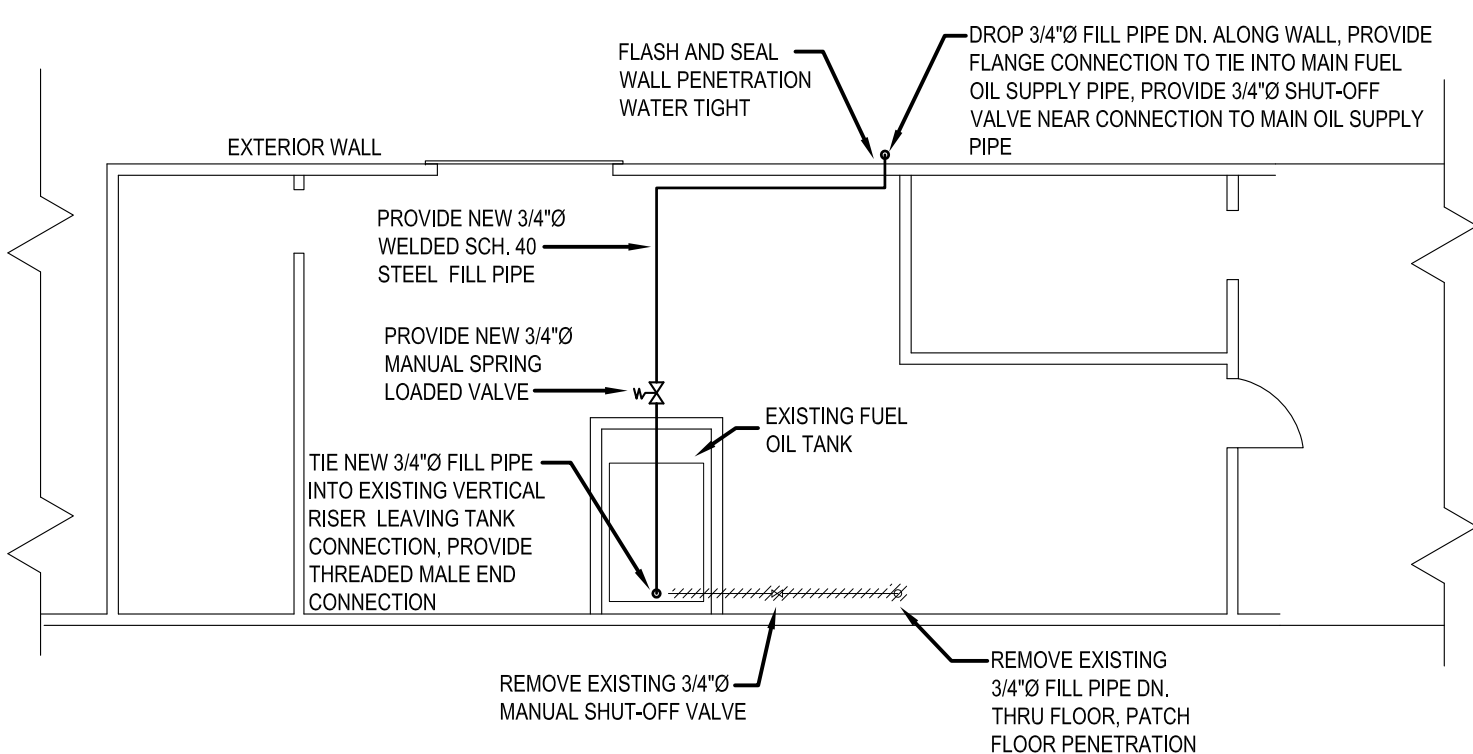 FLASH AND SEAL
WALL PENETRATION
WATER TIGHT
DROP 3/4"Ø FILL PIPE DN. ALONG WALL, PROVIDE
FLANGE CONNECTION TO TIE INTO MAIN FUEL
OIL SUPPLY PIPE, PROVIDE 3/4"Ø SHUT-OFF
VALVE NEAR CONNECTION TO MAIN OIL SUPPLY
PIPE
EXTERIOR WALL
PROVIDE NEW 3/4"Ø
WELDED SCH. 40
STEEL FILL PIPE
PROVIDE NEW 3/4"Ø
MANUAL SPRING
LOADED VALVE
EXISTING FUEL
OIL TANK
TIE NEW 3/4"Ø FILL PIPE
INTO EXISTING VERTICAL
RISER LEAVING TANK
CONNECTION, PROVIDE
THREADED MALE END
CONNECTION
REMOVE EXISTING 3/4"Ø
MANUAL SHUT-OFF VALVE
REMOVE EXISTING
3/4"Ø FILL PIPE DN.
THRU FLOOR, PATCH
FLOOR PENETRATION